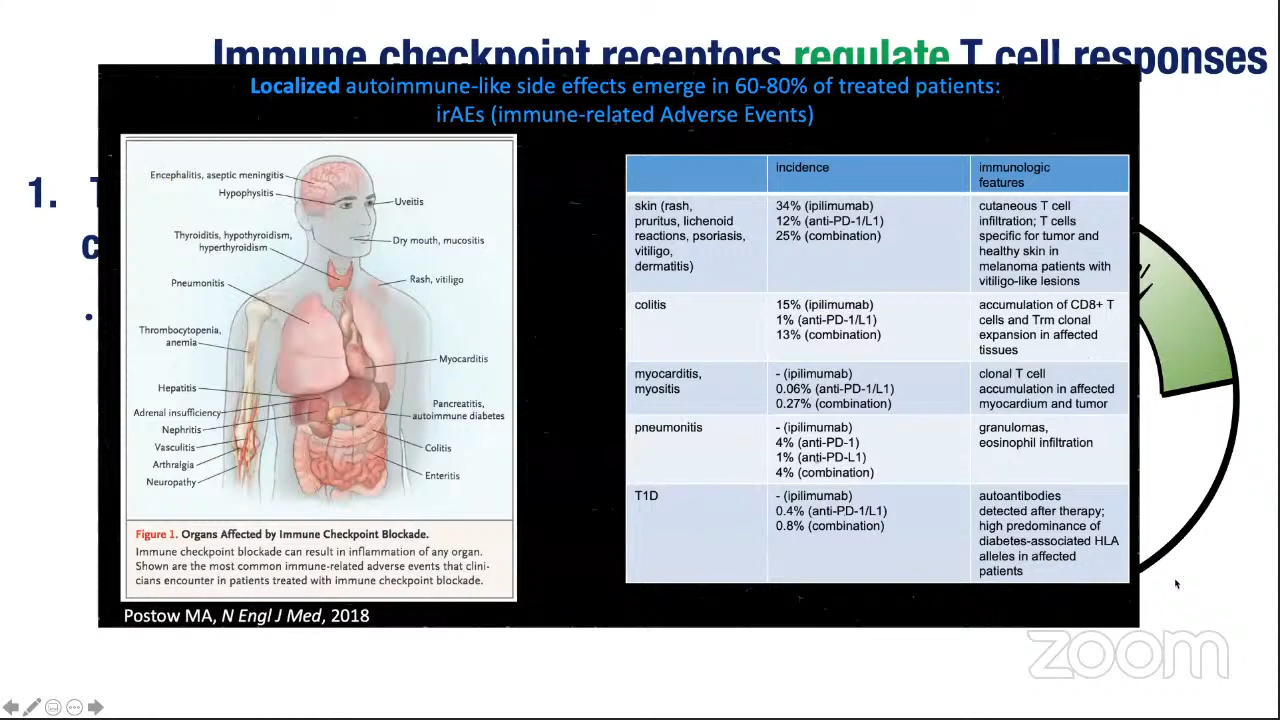 Immune checkpoint receptors regulate T cell responses
Localized autoimmune-like side effects emerge in 60-80% of treated patients:
irAEs (immune-related Adverse Events)
1.
Encephalitis, aseptic meningitis
Hypophysitis
Uveitis
Thyroiditis, hypothyroidism,
hyperthyroidism
Dry mouth, mucositis
Pneumonitis
Rash, vitiligo
Thrombocytopenia,
anemia
Myocarditis
Hepatitis
Adrenal insufficiency
Pancreatitis,
autoimmune diabetes
Nephritis
Vasculitis
Colitis
Arthralgia
Enteritis
Neuropathy
Figure 1. Organs Affected by Immune Checkpoint Blockade.
Immune checkpoint blockade can result in inflammation of any organ.
Shown are the most common immune-related adverse events that clini-
cians encounter in patients treated with immune checkpoint blockade.
Postow MA, N Engl J Med, 2018
incidence
immunologic
features
skin (rash,
pruritus, lichenoid
reactions, psoriasis,
vitiligo,
dermatitis)
34% (ipilimumab)
12% (anti-PD-1/L1)
25% (combination)
cutaneous T cell
infiltration; T cells
specific for tumor and
healthy skin in
melanoma patients with
vitiligo-like lesions
colitis
15% (ipilimumab)
1% (anti-PD-1/L1)
13% (combination)
accumulation of CD8+ T
cells and Trm clonal
expansion in affected
tissues
myocarditis,
myositis
- (ipilimumab)
0.06% (anti-PD-1/L1)
0.27% (combination)
clonal T cell
accumulation in affected
myocardium and tumor
pneumonitis
- (ipilimumab)
4% (anti-PD-1)
1% (anti-PD-L1)
4% (combination)
granulomas,
eosinophil infiltration
T1D
- (ipilimumab)
0.4% (anti-PD-1/L1)
0.8% (combination)
autoantibodies
detected after therapy;
high predominance of
diabetes-associated HLA
alleles in affected
patients
zoom